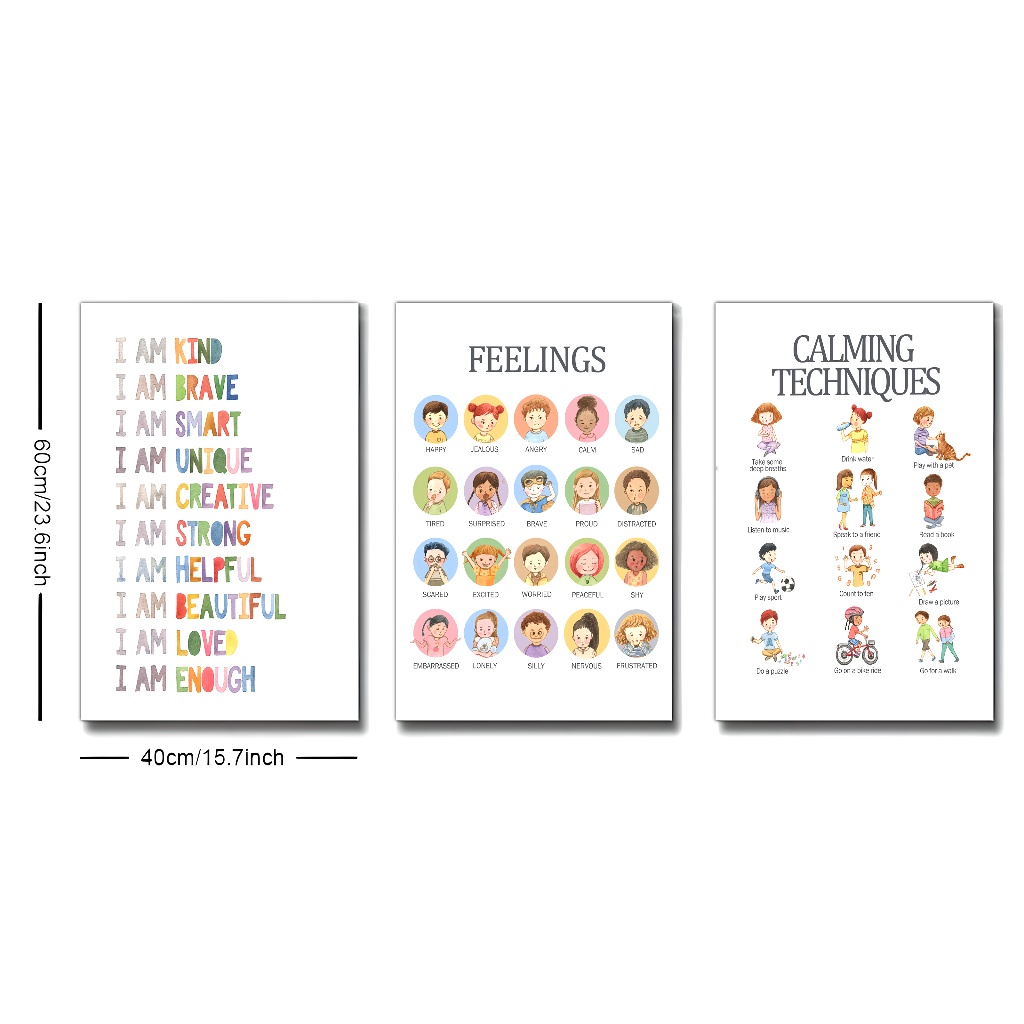 60cm/23.6inch
40cm/15.7inch
I AM KIND
I AM BRAVE
I AM SMART
I AM UNIQUE
I AM CREATIVE
I AM STRONG
I AM HELPFUL
I AM BEAUTIFUL
I AM LOVED
I AM ENOUGH
FEELINGS
HAPPY
JEALOUS
ANGRY
CALM
SAD
TIRED
SURPRISED
BRAVE
PROUD
DISTRACTED
SCARED
EXCITED
WORRIED
PEACEFUL
SHY
EMBARRASSED
LONELY
SILLY
NERVOUS
FRUSTRATED
CALMING
TECHNIQUES
Take some
deep breaths
Drink water
Play with a pet
Listen to music
Speak to a friend
Read a book
Play sport
Count to ten
Draw a picture
Do a puzzle
Go on a bike ride
Go for a walk